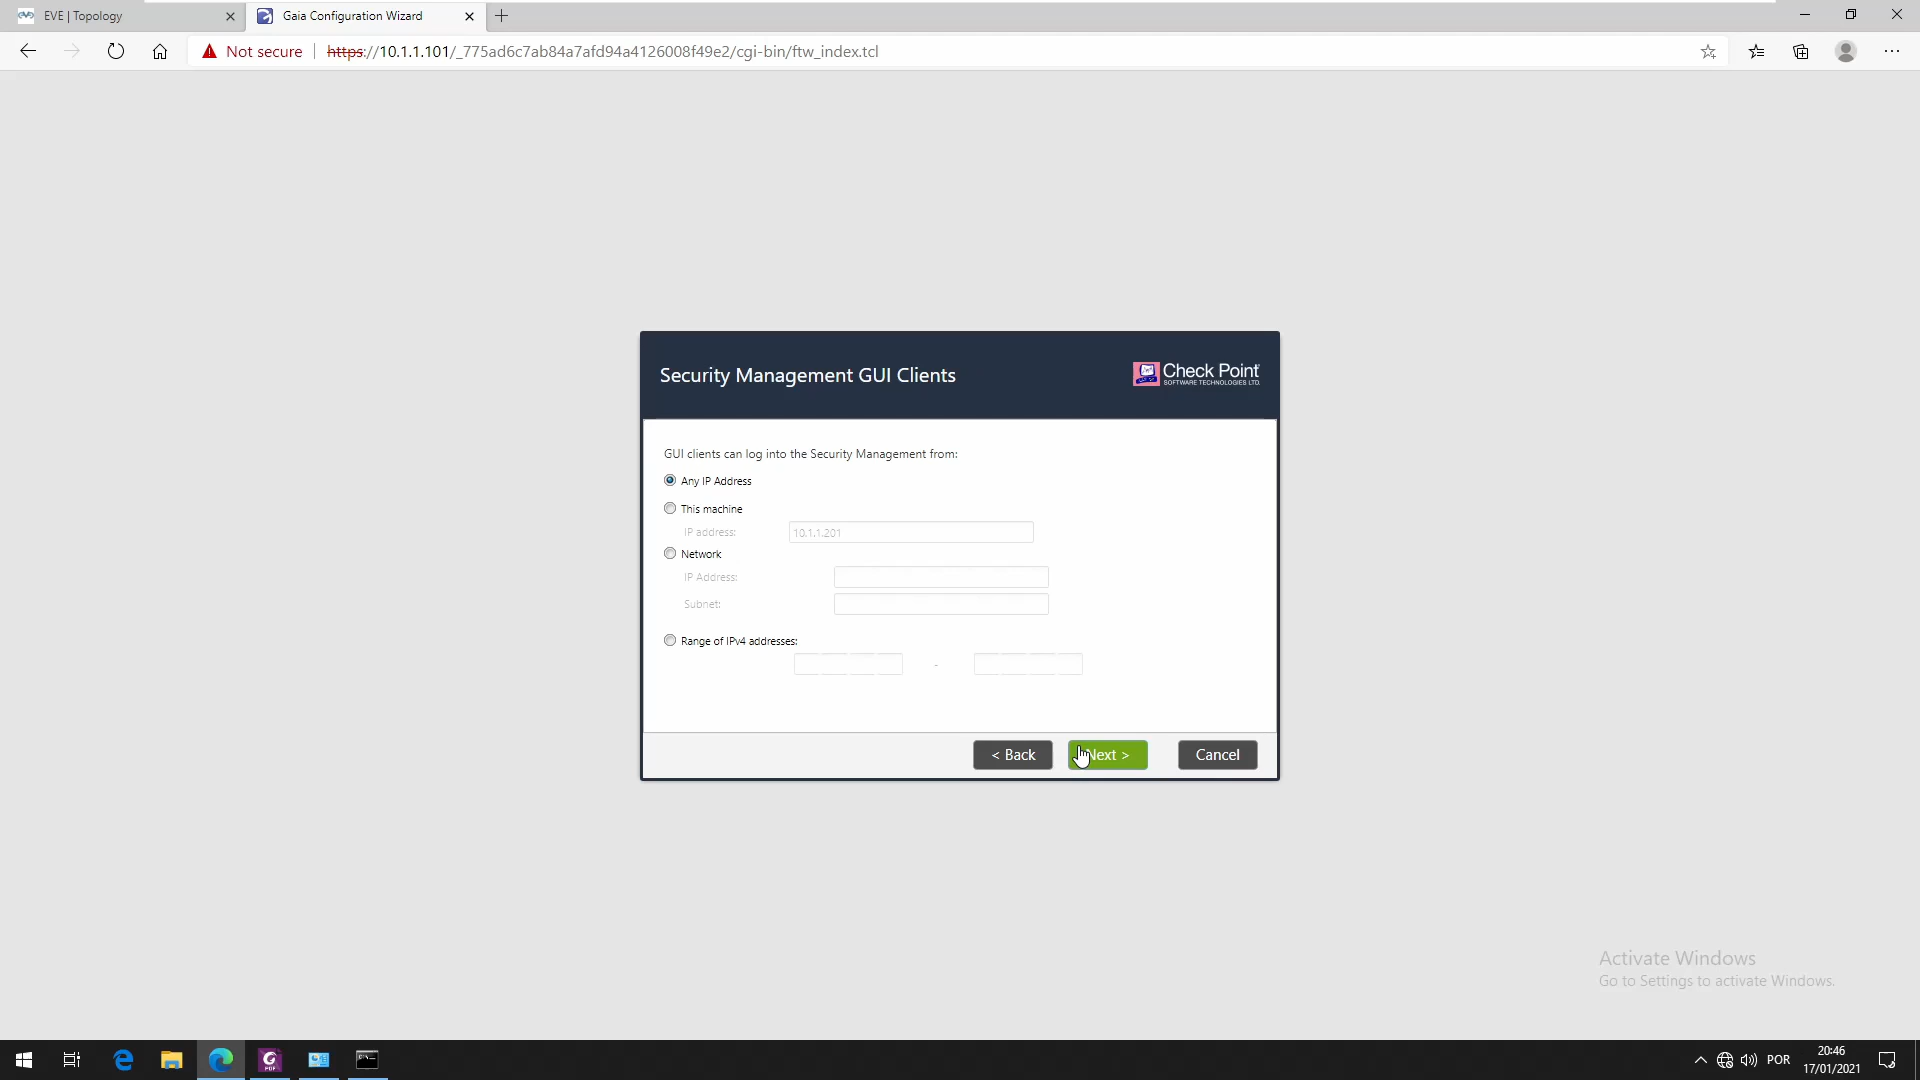 EVE | Topology
Gaia Configuration Wizard
Not secure
https://10.1.1.101/_775ad6c7ab84a7afd94a4126008f49e2/cgi-bin/ftw_index.tcl
Security Management GUI Clients
Check Point
SOFTWARE TECHNOLOGIES LTD.
GUI clients can log into the Security Management from:
Any IP Address
This machine
IP address:
10.1.1.201
Network
IP Address:
Subnet:
Range of IPv4 addresses:
-
< Back
Next >
Cancel
Activate Windows
Go to Settings to activate Windows.
POR
20:46
17/01/2021